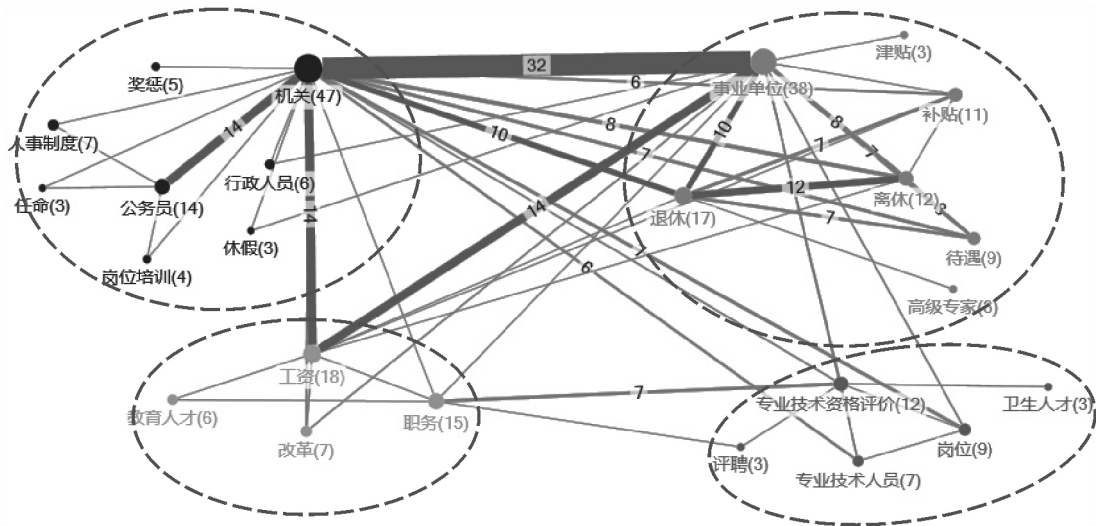 津贴(3)
32
奖惩(5)
机关(47)
6
事业单位(38)
补贴(11)
14
10
8
10
8
7
人事制度(7)
7
7
行政人员(6)
公务员(14)
任命(3)
12
离休(12)
14
14
退休(17)
7
3
休假(3)
待遇(9)
岗位培训(4)
7
6
高级专家(8)
工资(18)
7
专业技术资格评价(12)
卫生人才(3)
教育人才(6)
职务(15)
改革(7)
评聘(3)
岗位(9)
专业技术人员(7)